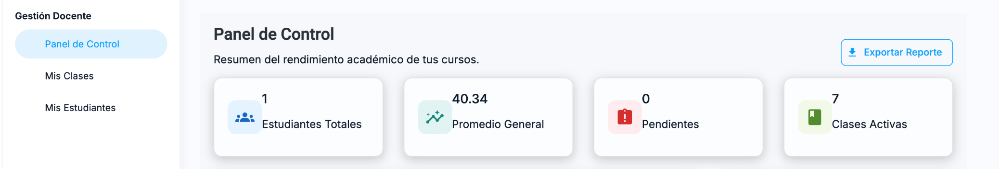 Gestión Docente
Panel de Control
Mis Clases
Mis Estudiantes
Panel de Control
Resumen del rendimiento académico de tus cursos.
Exportar Reporte
1
Estudiantes Totales
40.34
Promedio General
0
Pendientes
7
Clases Activas